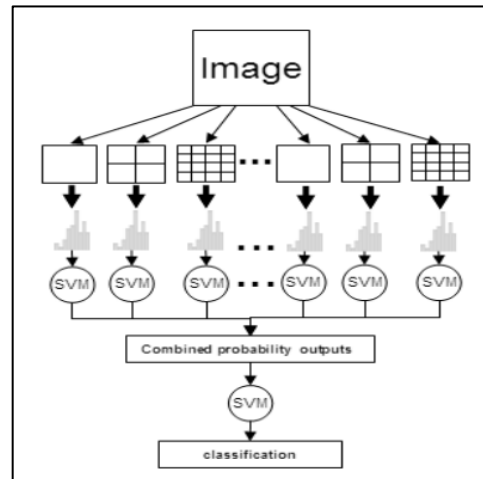 Image
SVM SVM SVM SVM SVM SVM
Combined probability outputs
SVM
classification